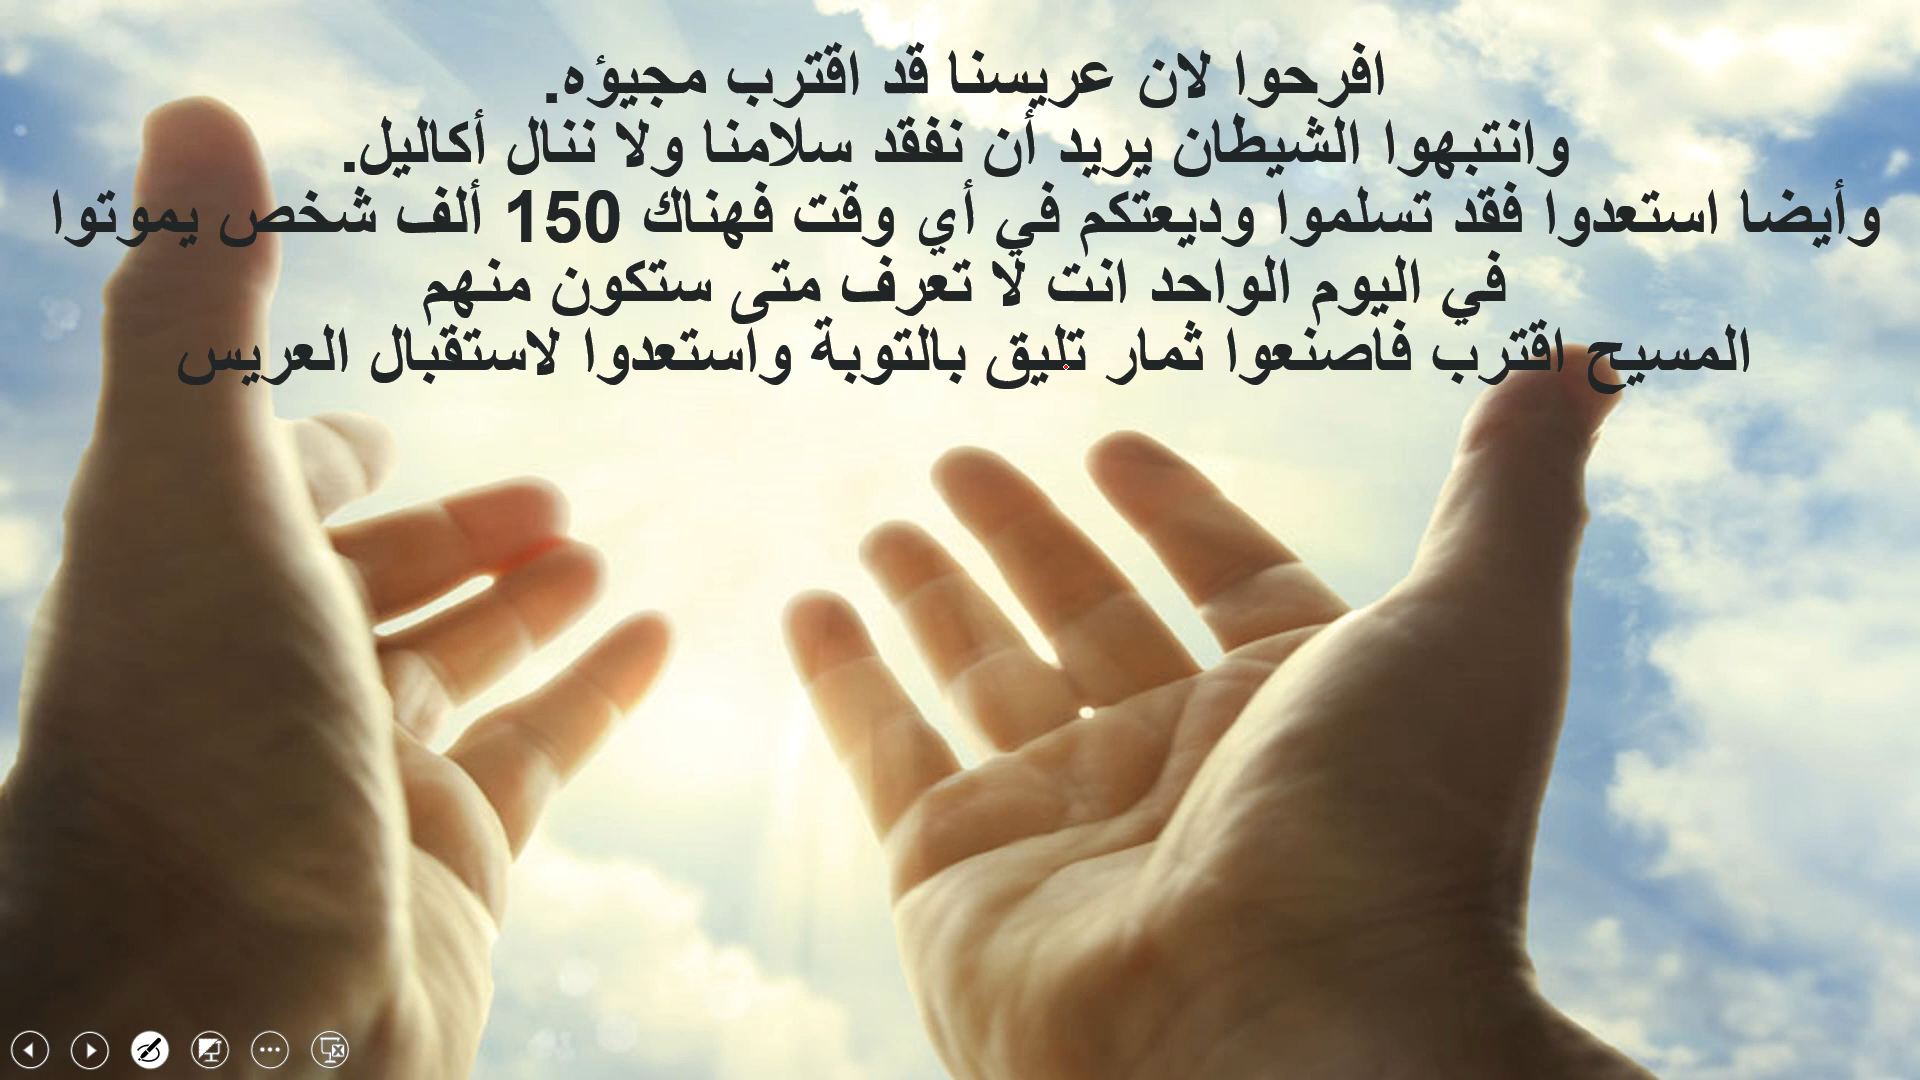 افرحوا لان عريسنا قد اقترب مجيؤه.
وانتبهوا الشيطان يريد أن نفقد سلامنا ولا ننال أكاليل.
وأيضا استعدوا فقد تسلموا وديعتكم في أي وقت فهناك 150 ألف شخص يموتوا
في اليوم الواحد انت لا تعرف متى ستكون منهم
المسيح اقترب فاصنعوا ثمار تليق بالتوبة واستعدوا لاستقبال العريس